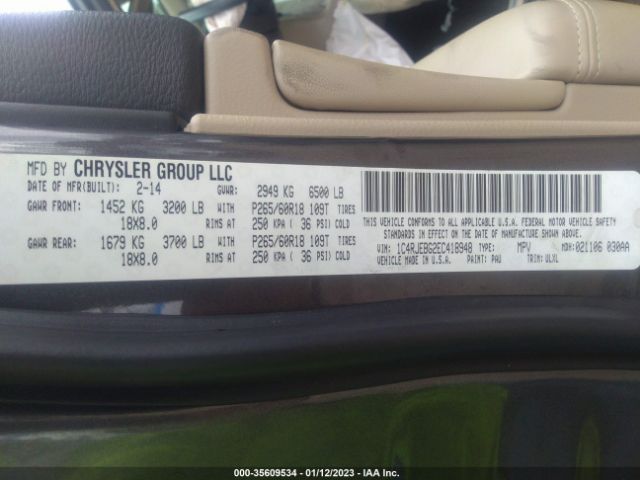 MFD BY CHRYSLER GROUP LLC
DATE OF MFR(BUILT): 2-14 GVWR: 2949 KG 6500 LB
GAWR FRONT: 1452 KG 3200 LB WITH P265/60R18 109T TIRES
18X8.0 RIMS AT 250 KPA ( 36 PSI) COLD
GAWR REAR: 1679 KG 3700 LB WITH P265/60R18 109T TIRES
18X8.0 RIMS AT 250 KPA ( 36 PSI) COLD
THIS VEHICLE CONFORMS TO ALL APPLICABLE U.S.A. FEDERAL MOTOR VEHICLE
SAFETY STANDARDS IN EFFECT ON THE DATE OF MANUFACTURE SHOWN ABOVE.
VIN: 1C4RJEBG2EC418948 TYPE: MPV MDH:021106 030AA
VEHICLE MADE IN U.S.A. PAINT: PAU TRIM: ULXL
000-35609534 - 01/12/2023 - IAA Inc.